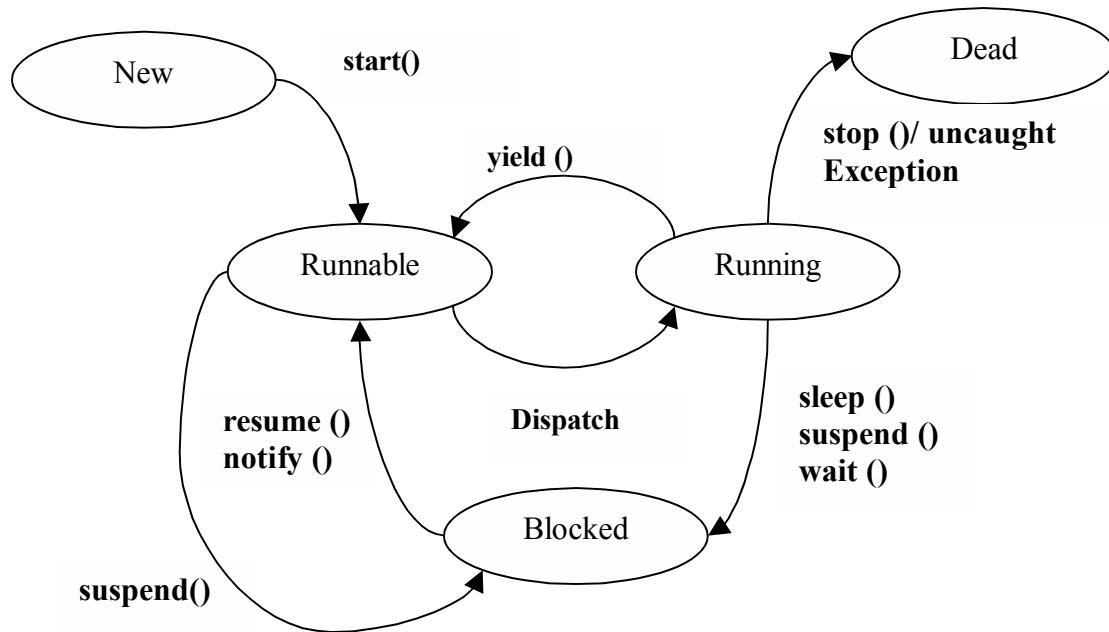 New
start()
Dead
stop ()/ uncaught
Exception
yield ()
Runnable
Running
resume ()
notify ()
Dispatch
sleep ()
suspend ()
wait ()
Blocked
suspend()